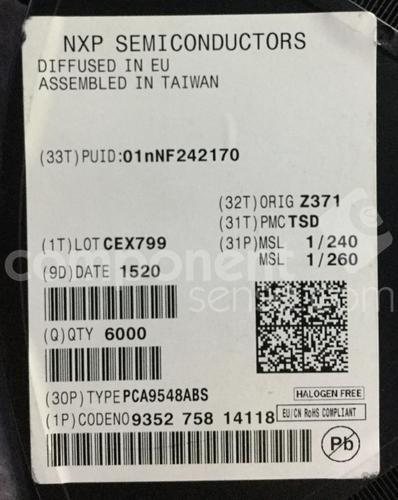 NXP SEMICONDUCTORS
DIFFUSED IN EU
ASSEMBLED IN TAIWAN
(33T)PUID:01nNF242170
(32T)ORIG Z371
(31T)PMC TSD
(1T)LOT CEX799
(31P)MSL 1/240
MSL 1/260
(9D)DATE 1520
component
(Q)QTY 6000
(30P)TYPE PCA9548ABS
HALOGEN FREE
(1P)CODENO 9352 758 14118
EU/CN RoHS COMPLIANT
Pb